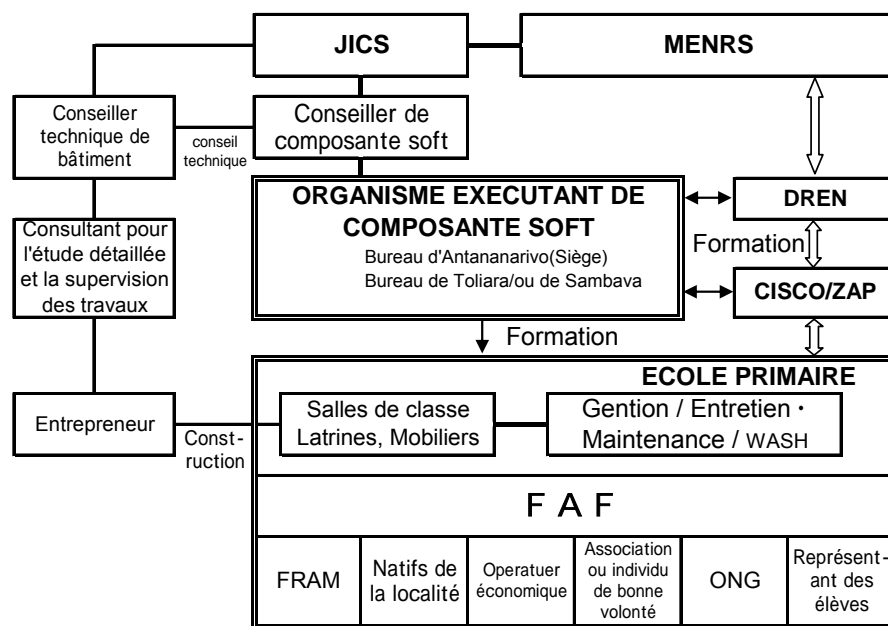 JICS
MENRS
Conseiller
technique de
bâtiment
conseil
technique
Conseiller de
composante soft
ORGANISME EXECUTANT DE
COMPOSANTE SOFT
Bureau d'Antananarivo(Siège)
Bureau de Toliara/ou de Sambava
DREN
Formation
CISCO/ZAP
Consultant pour
l'étude détaillée
et la supervision
des travaux
Formation
ECOLE PRIMAIRE
Entrepreneur
Const-
ruction
Salles de classe
Latrines, Mobiliers
Gention / Entretien・
Maintenance / WASH
FAF
FRAM
Natifs de
la localité
Operatuer
économique
Association
ou individu
de bonne
volonté
ONG
Représent-
ant des
élèves